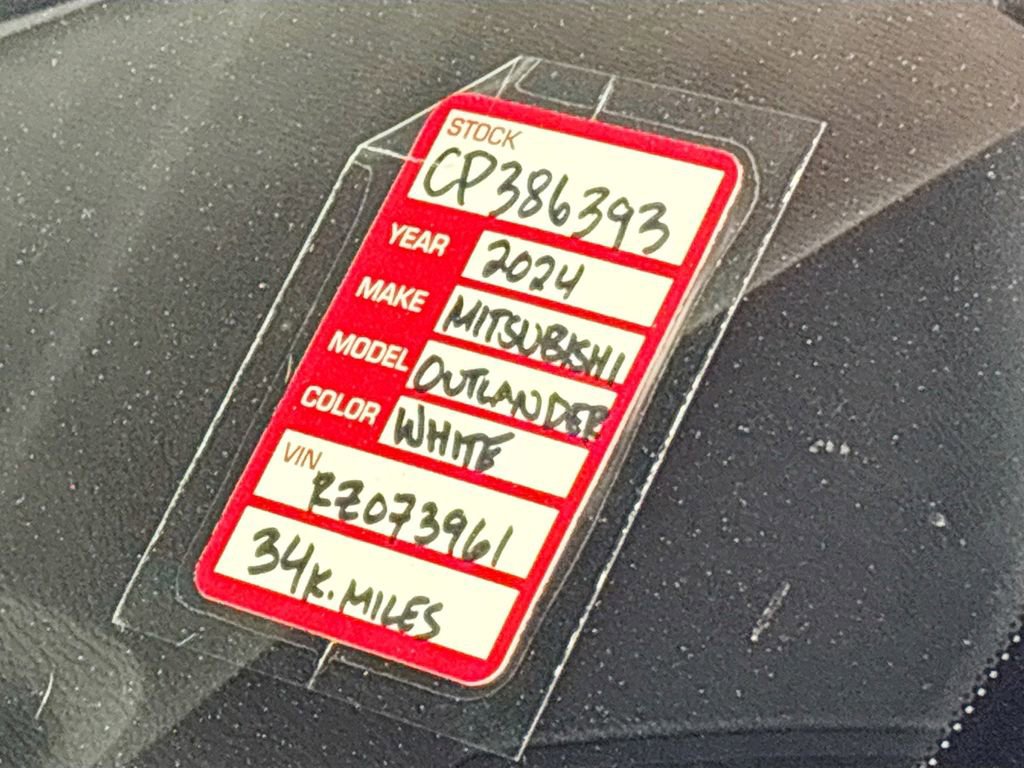 STOCK
CP386393
YEAR 2024
MAKE MITSUBISHI
MODEL OUTLANDER
COLOR WHITE
VIN
RZ073961
34K. MILES